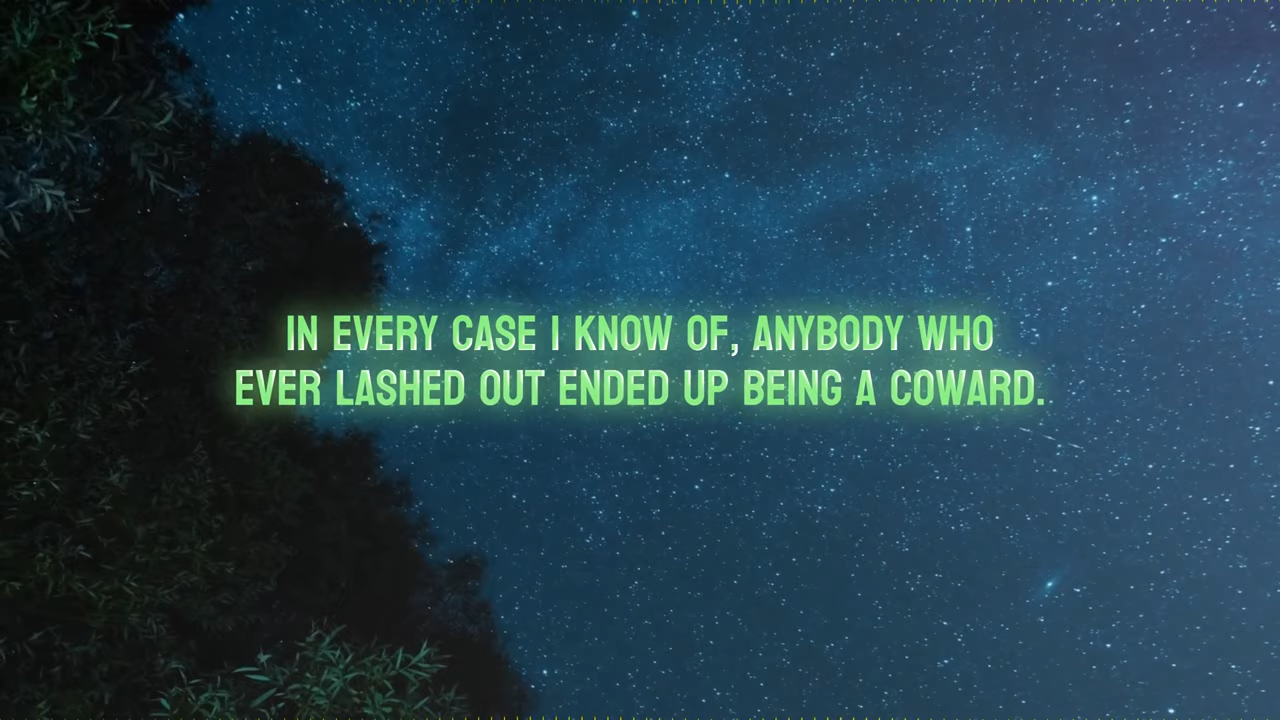 IN EVERY CASE I KNOW OF, ANYBODY WHO
EVER LASHED OUT ENDED UP BEING A COWARD.